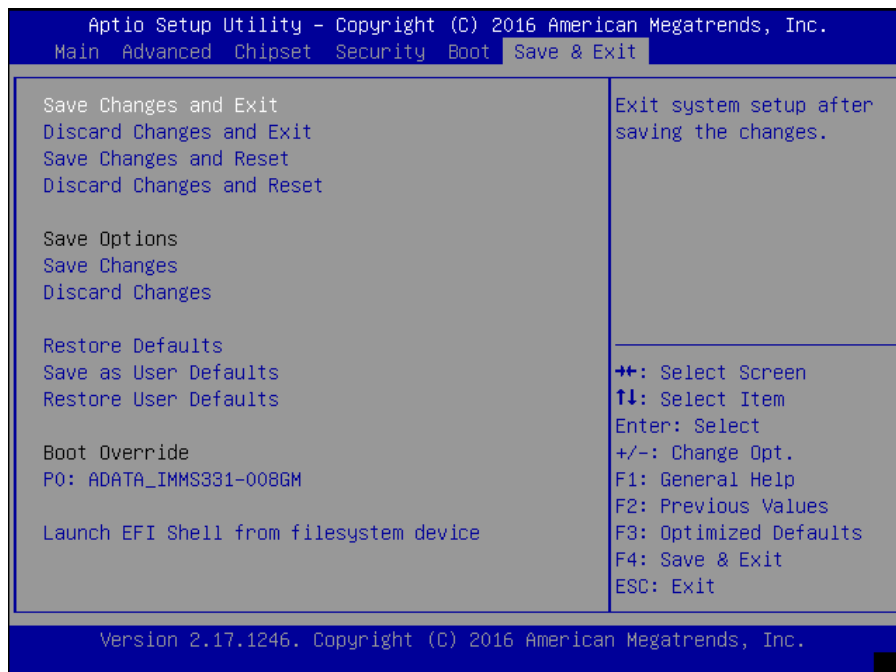 Aptio Setup Utility – Copyright (C) 2016 American Megatrends, Inc.
Main Advanced Chipset Security Boot Save & Exit
Save Changes and Exit
Discard Changes and Exit
Save Changes and Reset
Discard Changes and Reset
Save Options
Save Changes
Discard Changes
Restore Defaults
Save as User Defaults
Restore User Defaults
Boot Override
P0: ADATA_IMMS331-008GM
Launch EFI Shell from filesystem device
Exit system setup after
saving the changes.
→←: Select Screen
↑↓: Select Item
Enter: Select
+/-: Change Opt.
F1: General Help
F2: Previous Values
F3: Optimized Defaults
F4: Save & Exit
ESC: Exit
Version 2.17.1246. Copyright (C) 2016 American Megatrends, Inc.